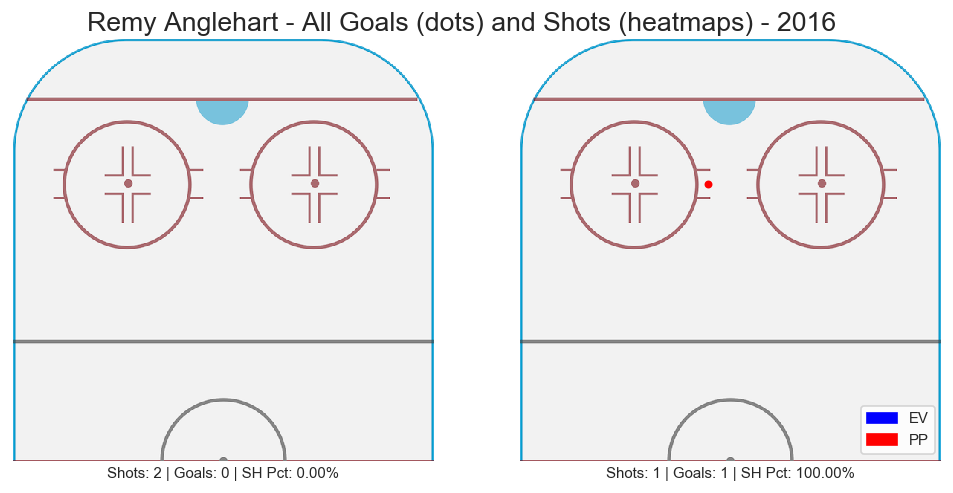 Remy Anglehart - All Goals (dots) and Shots (heatmaps) - 2016
EV
PP
Shots: 2 | Goals: 0 | SH Pct: 0.00%
Shots: 1 | Goals: 1 | SH Pct: 100.00%